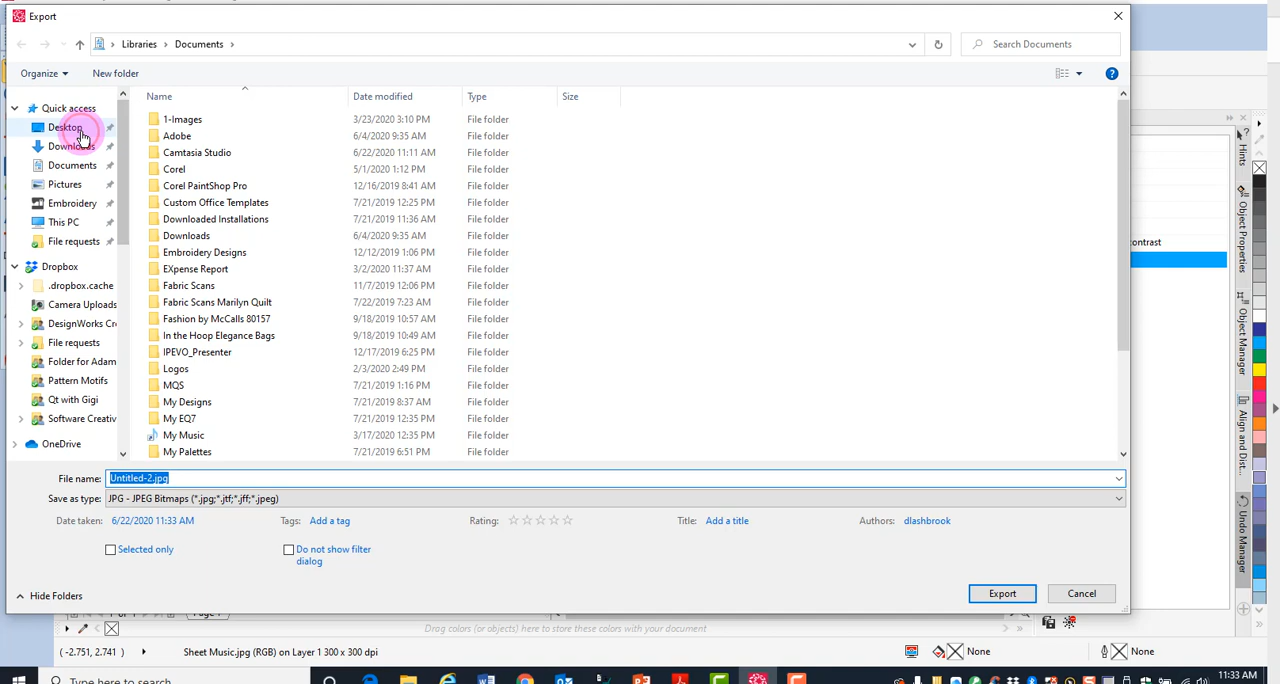 Export
Libraries > Documents >
Search Documents
Organize
New folder
Name
Date modified
Type
Size
Quick access
Desktop
Downloads
Documents
Pictures
Embroidery
This PC
File requests
Dropbox
.dropbox.cache
Camera Uploads
DesignWorks Cr
File requests
Folder for Adam
Pattern Motifs
Qt with Gigi
Software Creativ
OneDrive
1-Images 3/23/2020 3:10 PM File folder
Adobe 6/4/2020 9:35 AM File folder
Camtasia Studio 6/22/2020 11:11 AM File folder
Corel 5/1/2020 1:12 PM File folder
Corel PaintShop Pro 12/16/2019 8:41 AM File folder
Custom Office Templates 7/21/2019 12:25 PM File folder
Downloaded Installations 7/21/2019 11:36 AM File folder
Downloads 6/4/2020 9:35 AM File folder
Embroidery Designs 12/12/2019 1:06 PM File folder
EXpense Report 3/2/2020 11:37 AM File folder
Fabric Scans 11/7/2019 12:06 PM File folder
Fabric Scans Marilyn Quilt 7/22/2019 7:23 AM File folder
Fashion by McCalls 80157 9/18/2019 10:57 AM File folder
In the Hoop Elegance Bags 9/18/2019 10:49 AM File folder
IPEVO_Presenter 12/17/2019 6:25 PM File folder
Logos 2/3/2020 2:49 PM File folder
MQS 7/21/2019 1:16 PM File folder
My Designs 7/21/2019 8:37 AM File folder
My EQ7 7/21/2019 12:35 PM File folder
My Music 3/17/2020 12:35 PM File folder
My Palettes 7/21/2019 6:51 PM File folder
File name: Untitled-2.jpg
Save as type: JPG - JPEG Bitmaps (*.jpg;*.jtf;*.jff;*.jpeg)
Date taken: 6/22/2020 11:33 AM
Tags: Add a tag
Rating:
Title: Add a title
Authors: dlashbrook
Selected only
Do not show filter
dialog
Hide Folders
Export
Cancel
contrast
Hints
Object Properties
Object Manager
Align and Dist...
Undo Manager
Drag colors (or objects) here to store these colors with your document
(-2.751, 2.741)
Sheet Music.jpg (RGB) on Layer 1 300 x 300 dpi
None
None
Type here to search
11:33 AM